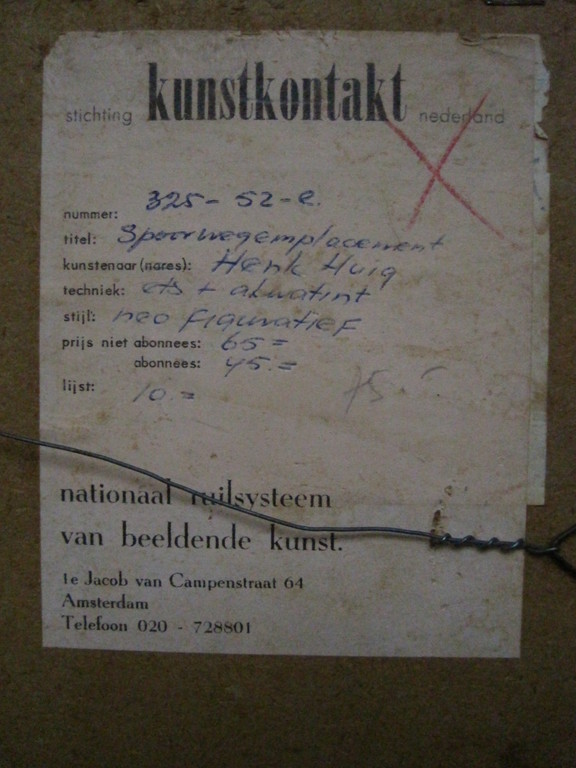 stichting kunstkontakt nederland
nummer: 325-52-e.
titel: Spoorwegemplacement
kunstenaar(nares): Henk Huig
techniek: ets + akwatint
stijl: neo figuratief
prijs niet abonnees: 65=
abonnees: 45.=
lijst: 10.= 75.-
nationaal ruilsysteem
van beeldende kunst.
1e Jacob van Campenstraat 64
Amsterdam
Telefoon 020 - 728801